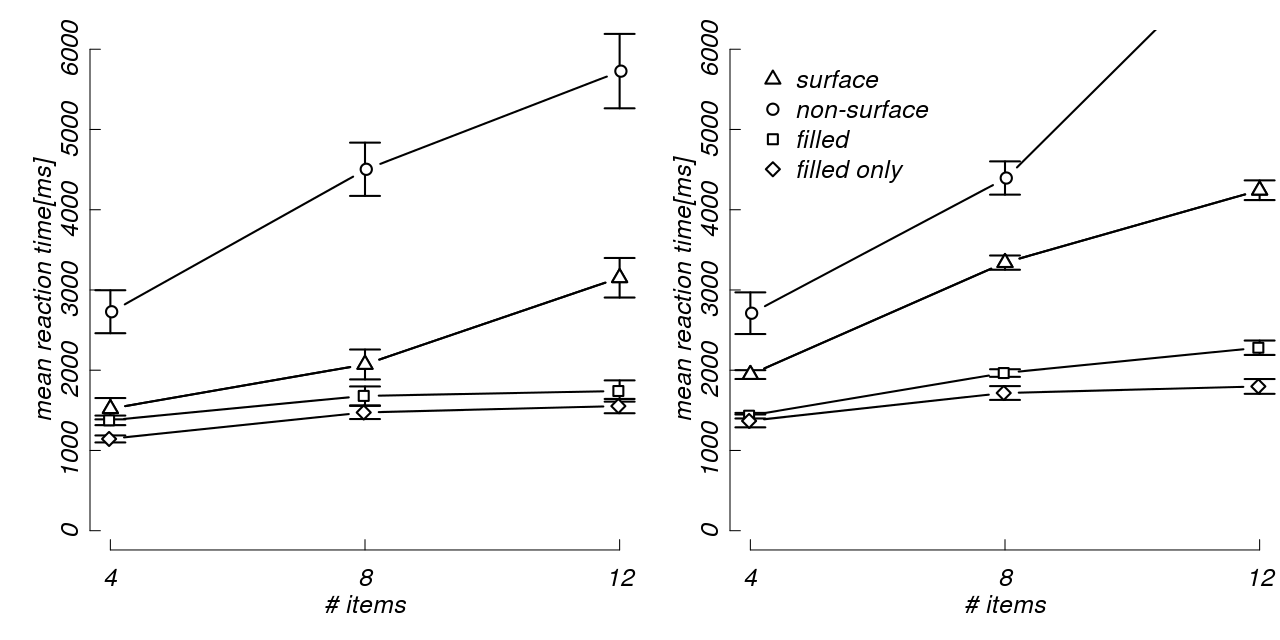 mean reaction time[ms]
6000
5000
4000
3000
2000
1000
0
4
8
12
# items
mean reaction time[ms]
6000
5000
4000
3000
2000
1000
0
surface
non-surface
filled
filled only
4
8
12
# items